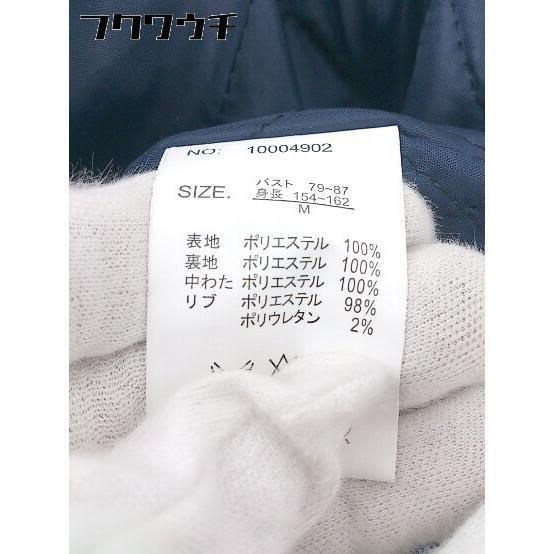 フクワウチ
NO: 10004902
SIZE. バスト 79~87
身長 154~162
M
表地 ポリエステル 100%
裏地 ポリエステル 100%
中わた ポリエステル 100%
リブ ポリエステル 98%
ポリウレタン 2%